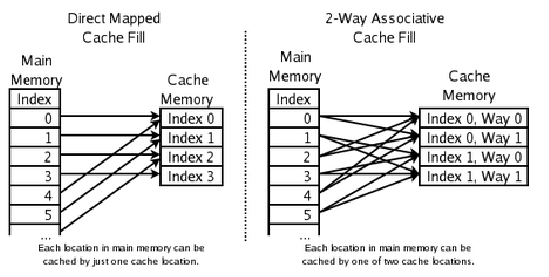 Direct Mapped
Cache Fill
Main
Memory
Index
0
1
2
3
4
5
...
Cache
Memory
Index 0
Index 1
Index 2
Index 3
Each location in main memory can be
cached by just one cache location.
2-Way Associative
Cache Fill
Main
Memory
Index
0
1
2
3
4
5
...
Cache
Memory
Index 0, Way 0
Index 0, Way 1
Index 1, Way 0
Index 1, Way 1
Each location in main memory can be
cached by one of two cache locations.